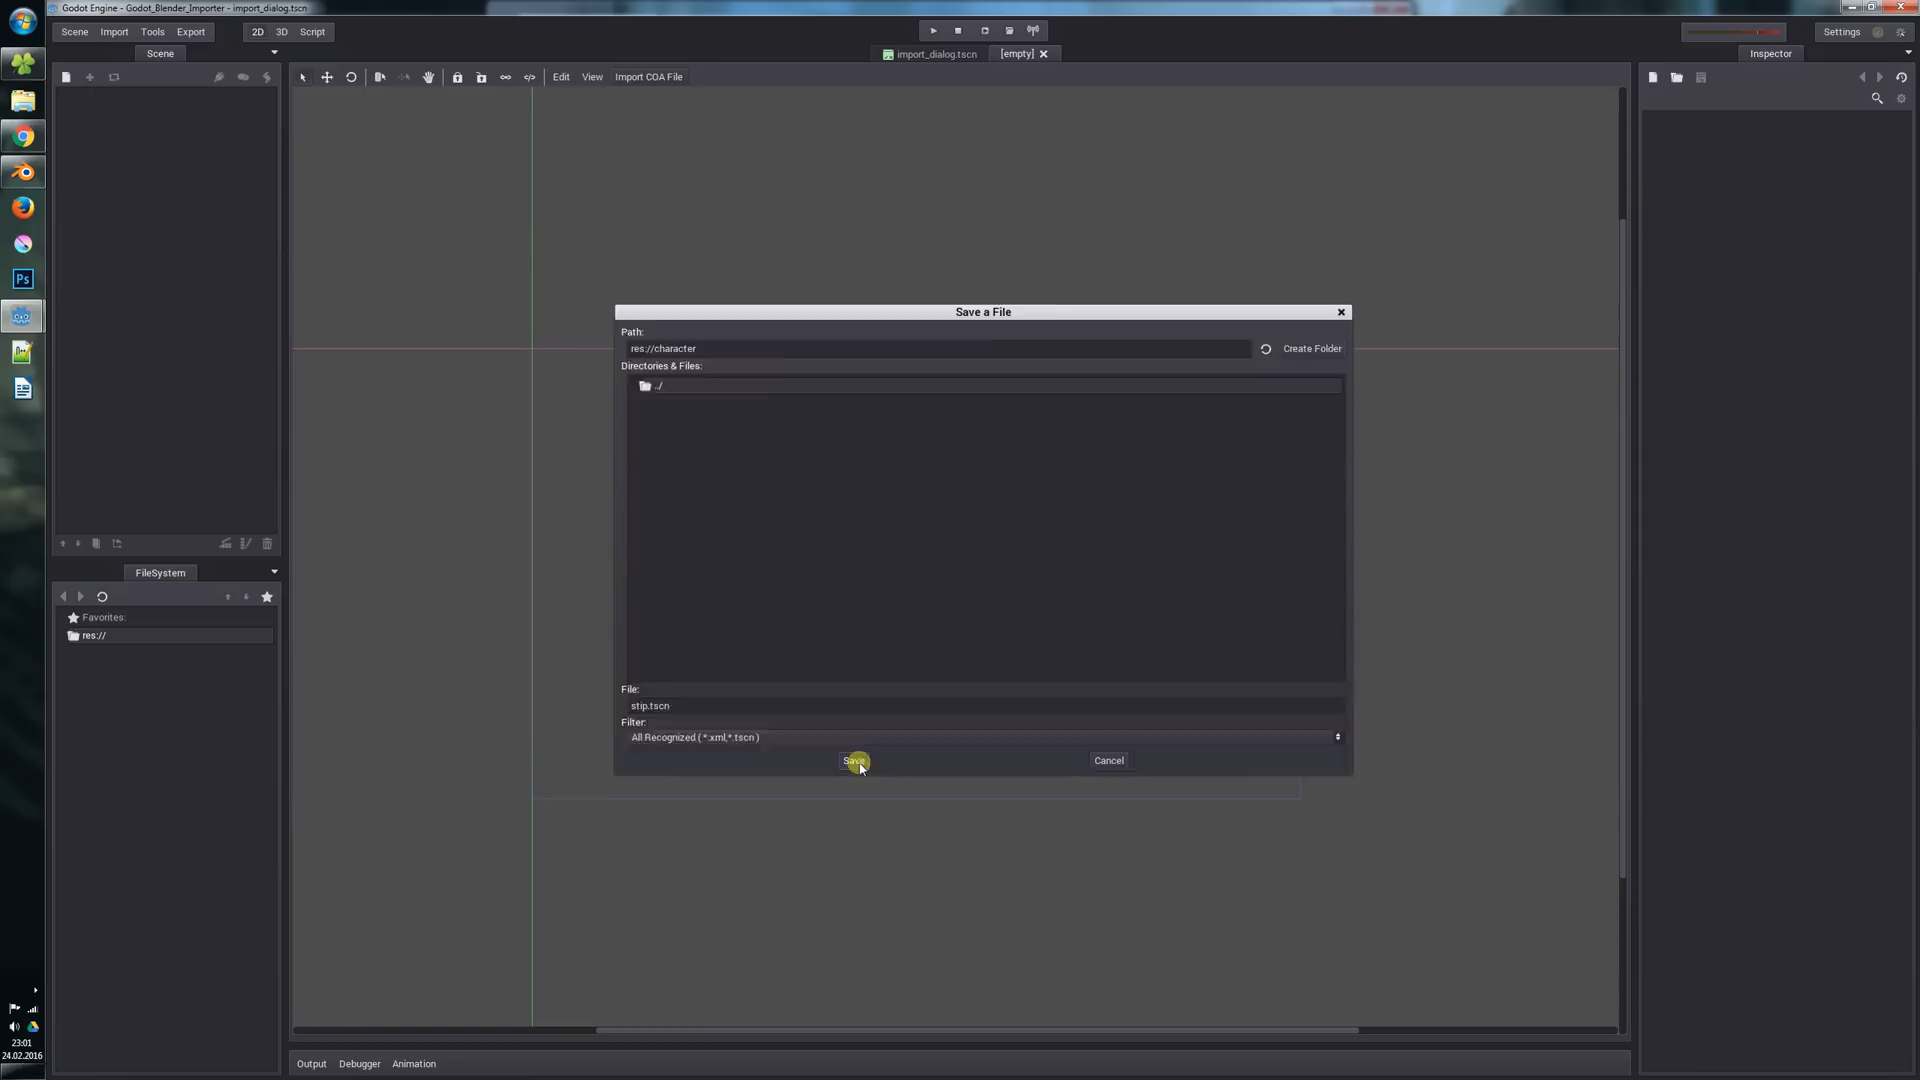 Godot Engine - Godot_Blender_Importer - import_dialog.tscn
Scene Import Tools Export 2D 3D Script Settings
Scene import_dialog.tscn [empty] Inspector
Edit View Import COA File
Save a File
Path:
res://character Create Folder
Directories & Files:
../
File:
stip.tscn
Filter:
All Recognized ( *.xml,*.tscn )
Save Cancel
FileSystem
Favorites:
res://
Ps
23:01
24.02.2016
Output Debugger Animation